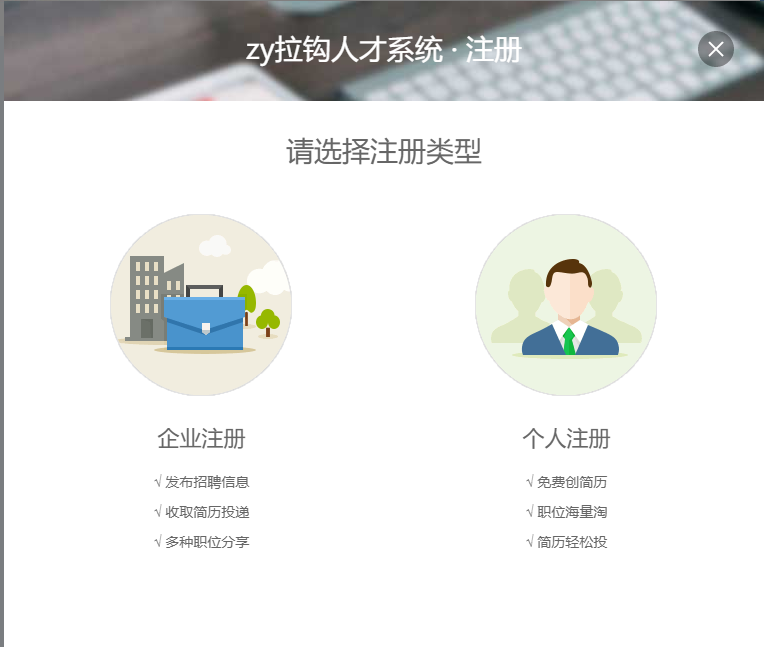 zy拉钩人才系统 · 注册
请选择注册类型
企业注册
√ 发布招聘信息
√ 收取简历投递
√ 多种职位分享
个人注册
√ 免费创简历
√ 职位海量淘
√ 简历轻松投